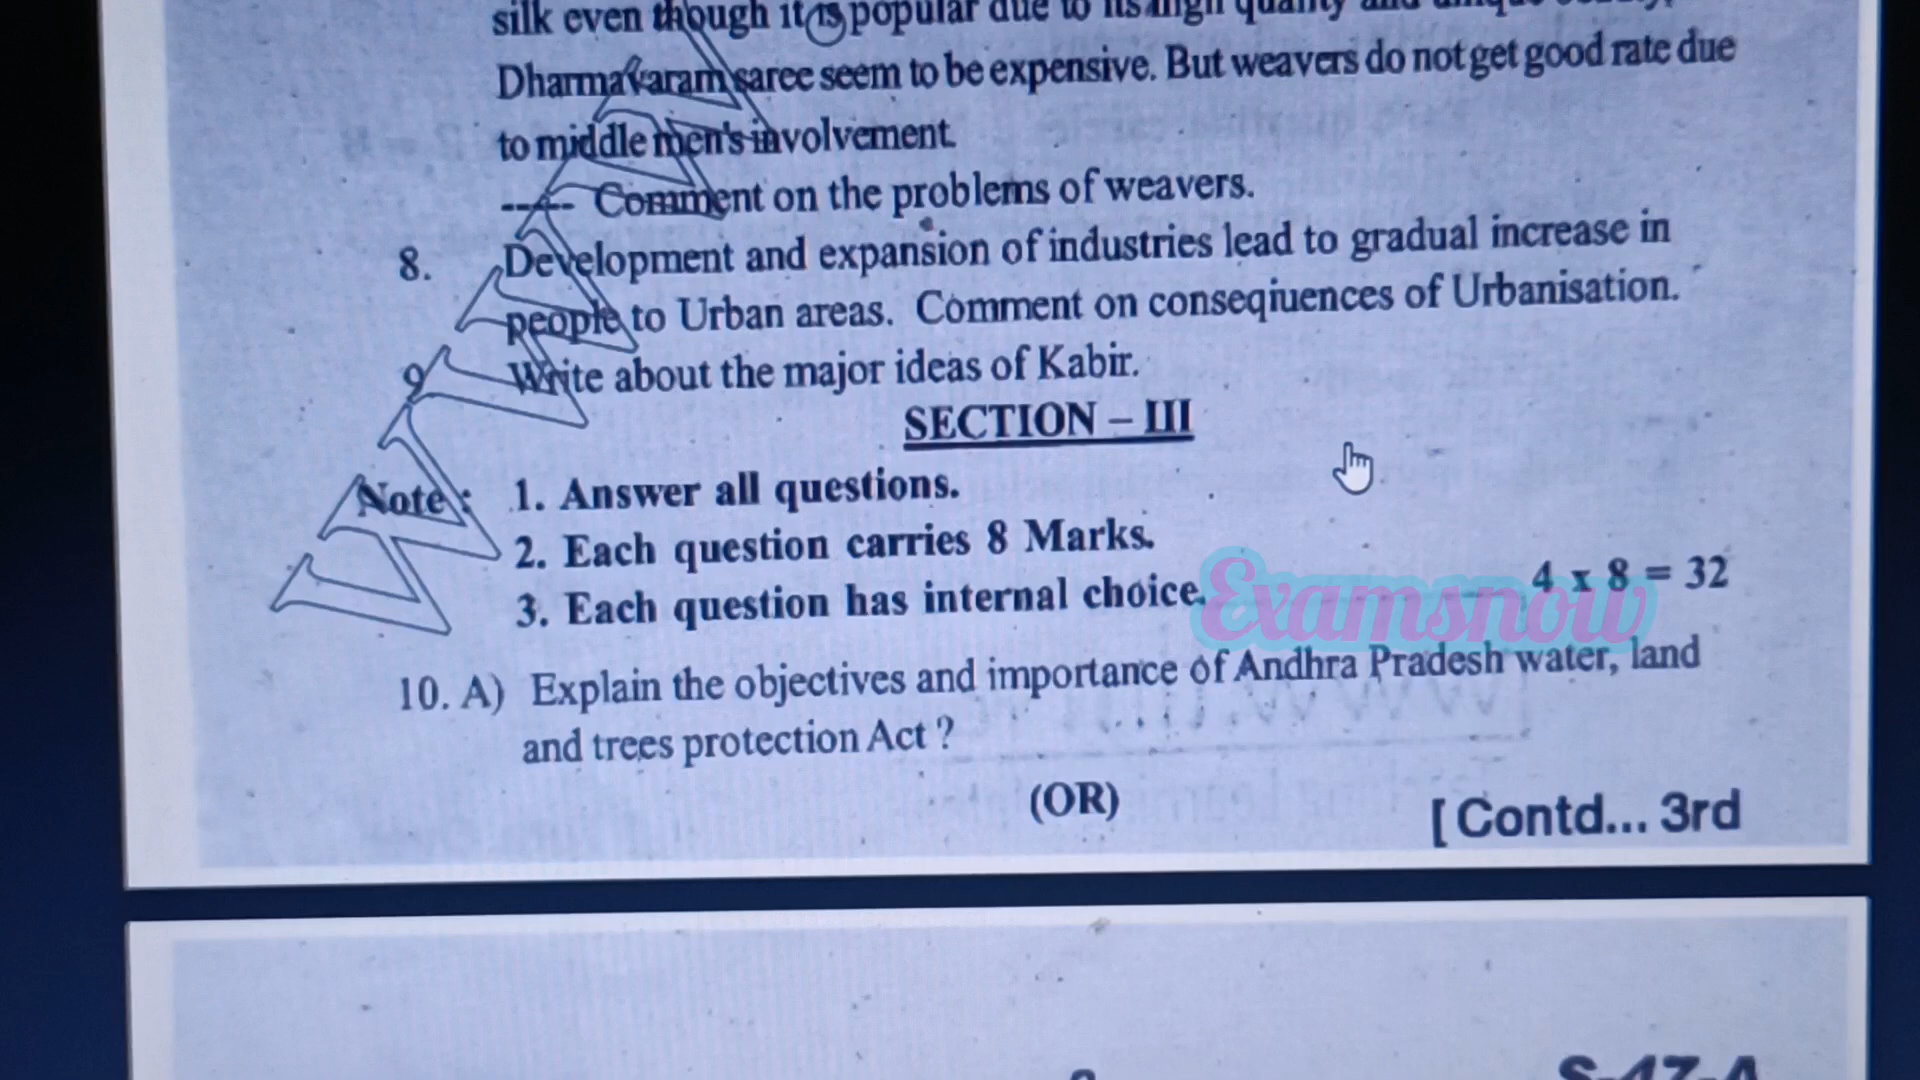 silk even though it is popular due to its high quality and
Dharmavaram saree seem to be expensive. But weavers do not get good rate due
to middle men's involvement.
----- Comment on the problems of weavers.
8. Development and expansion of industries lead to gradual increase in
people to Urban areas. Comment on conseqiuences of Urbanisation.
9 Write about the major ideas of Kabir.
SECTION – III
Note : 1. Answer all questions.
2. Each question carries 8 Marks.
3. Each question has internal choice. 4 x 8 = 32
Examsnow
10. A) Explain the objectives and importance of Andhra Pradesh water, land
and trees protection Act ?
(OR)
[Contd... 3rd